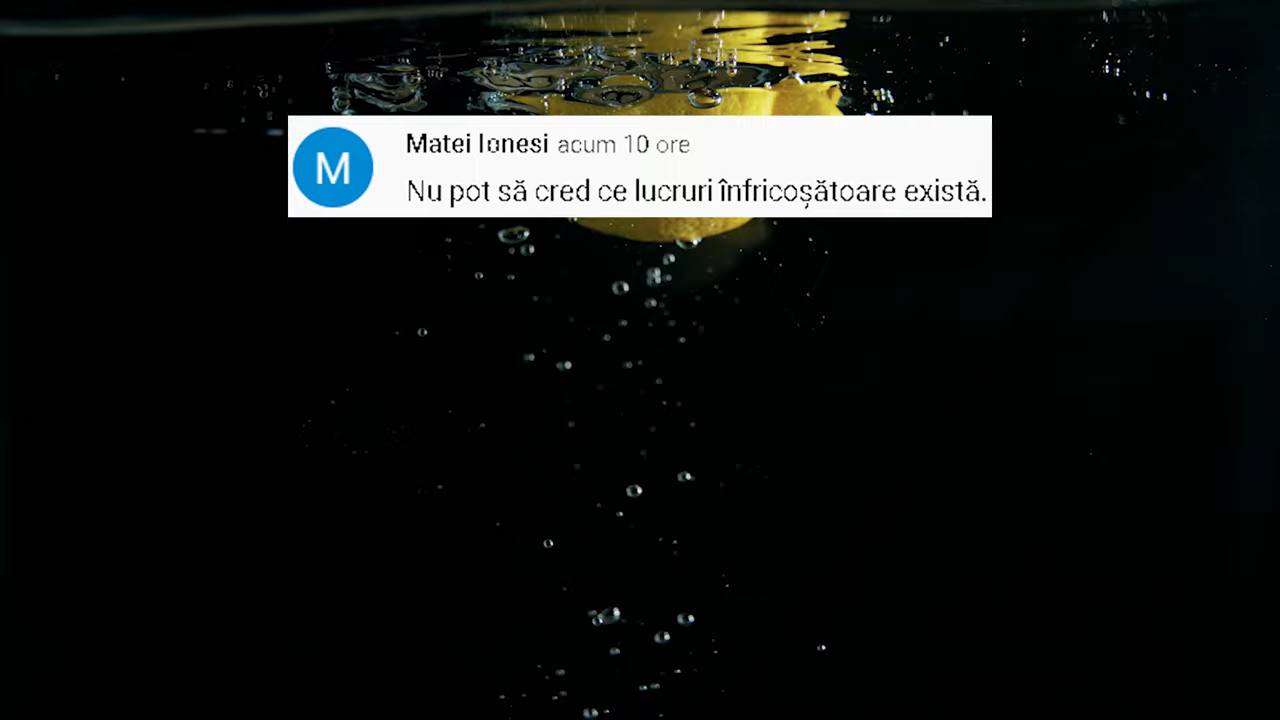 M
Matei Ionesi acum 10 ore
Nu pot să cred ce lucruri înfricoșătoare există.